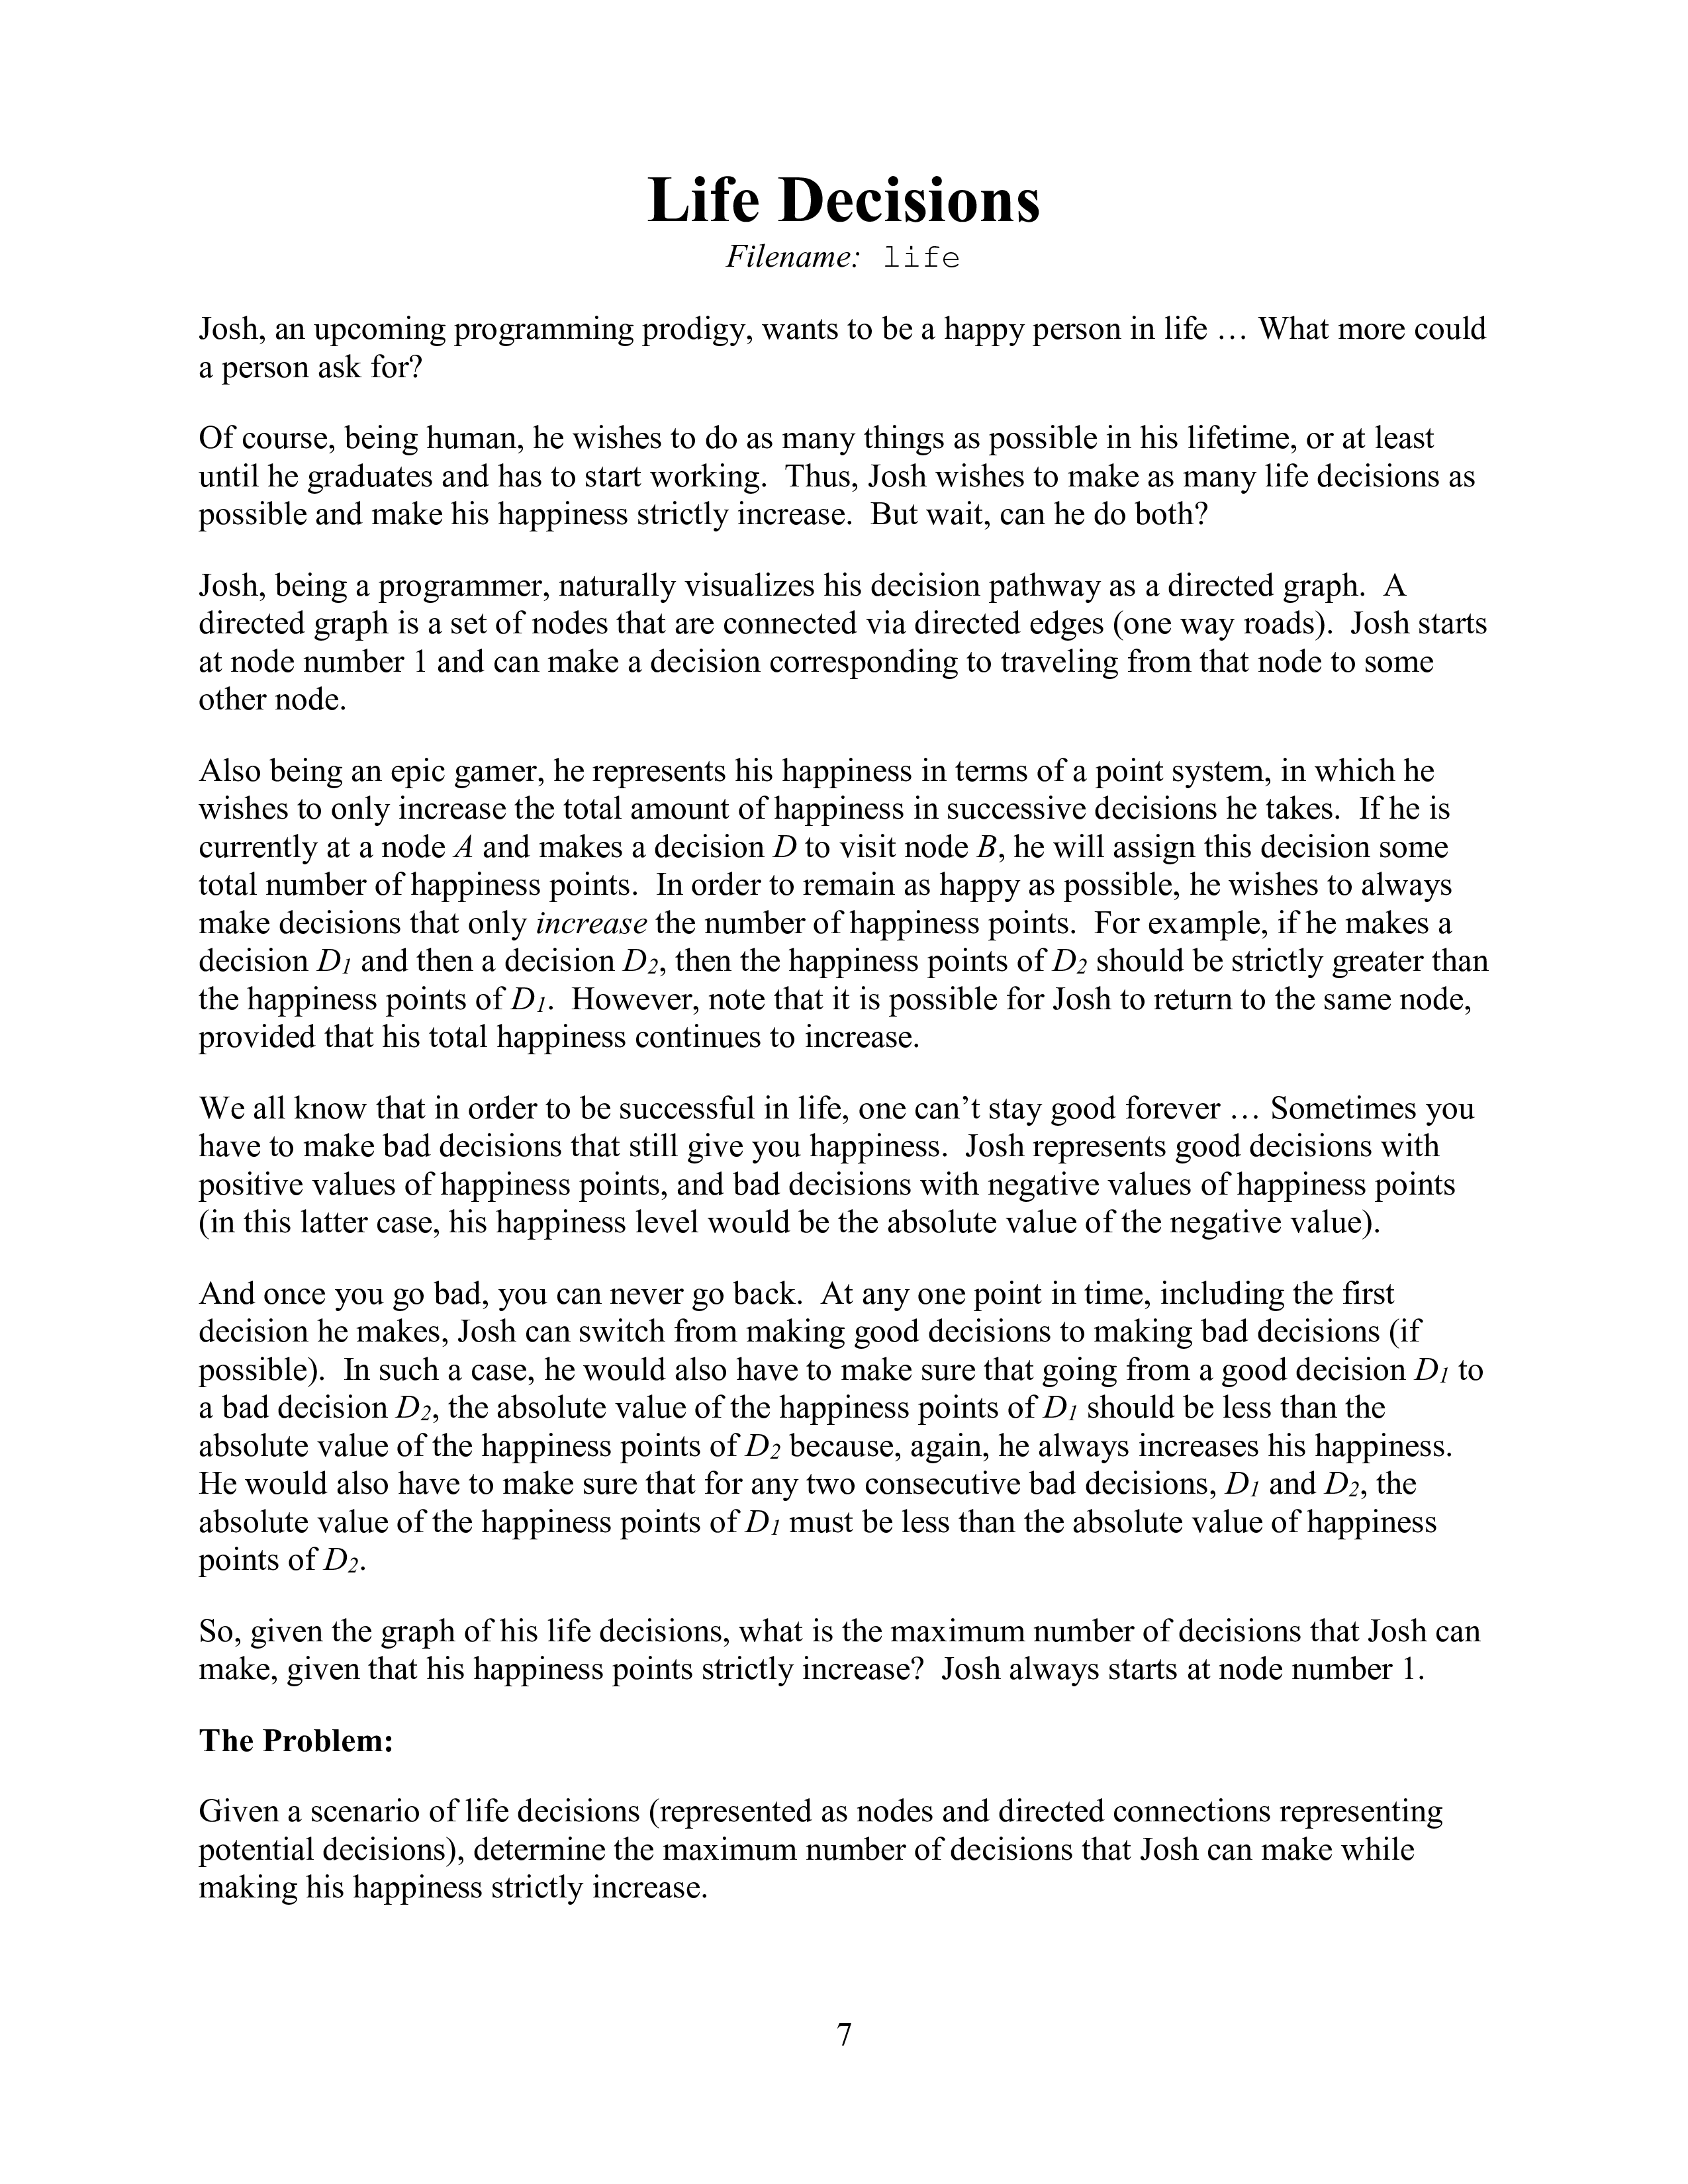 Life Decisions
Filename: life
Josh, an upcoming programming prodigy, wants to be a happy person in life … What more could
a person ask for?
Of course, being human, he wishes to do as many things as possible in his lifetime, or at least
until he graduates and has to start working. Thus, Josh wishes to make as many life decisions as
possible and make his happiness strictly increase. But wait, can he do both?
Josh, being a programmer, naturally visualizes his decision pathway as a directed graph. A
directed graph is a set of nodes that are connected via directed edges (one way roads). Josh starts
at node number 1 and can make a decision corresponding to traveling from that node to some
other node.
Also being an epic gamer, he represents his happiness in terms of a point system, in which he
wishes to only increase the total amount of happiness in successive decisions he takes. If he is
currently at a node A and makes a decision D to visit node B, he will assign this decision some
total number of happiness points. In order to remain as happy as possible, he wishes to always
make decisions that only increase the number of happiness points. For example, if he makes a
decision D1 and then a decision D2, then the happiness points of D2 should be strictly greater than
the happiness points of D1. However, note that it is possible for Josh to return to the same node,
provided that his total happiness continues to increase.
We all know that in order to be successful in life, one can’t stay good forever … Sometimes you
have to make bad decisions that still give you happiness. Josh represents good decisions with
positive values of happiness points, and bad decisions with negative values of happiness points
(in this latter case, his happiness level would be the absolute value of the negative value).
And once you go bad, you can never go back. At any one point in time, including the first
decision he makes, Josh can switch from making good decisions to making bad decisions (if
possible). In such a case, he would also have to make sure that going from a good decision D1 to
a bad decision D2, the absolute value of the happiness points of D1 should be less than the
absolute value of the happiness points of D2 because, again, he always increases his happiness.
He would also have to make sure that for any two consecutive bad decisions, D1 and D2, the
absolute value of the happiness points of D1 must be less than the absolute value of happiness
points of D2.
So, given the graph of his life decisions, what is the maximum number of decisions that Josh can
make, given that his happiness points strictly increase? Josh always starts at node number 1.
The Problem:
Given a scenario of life decisions (represented as nodes and directed connections representing
potential decisions), determine the maximum number of decisions that Josh can make while
making his happiness strictly increase.
7